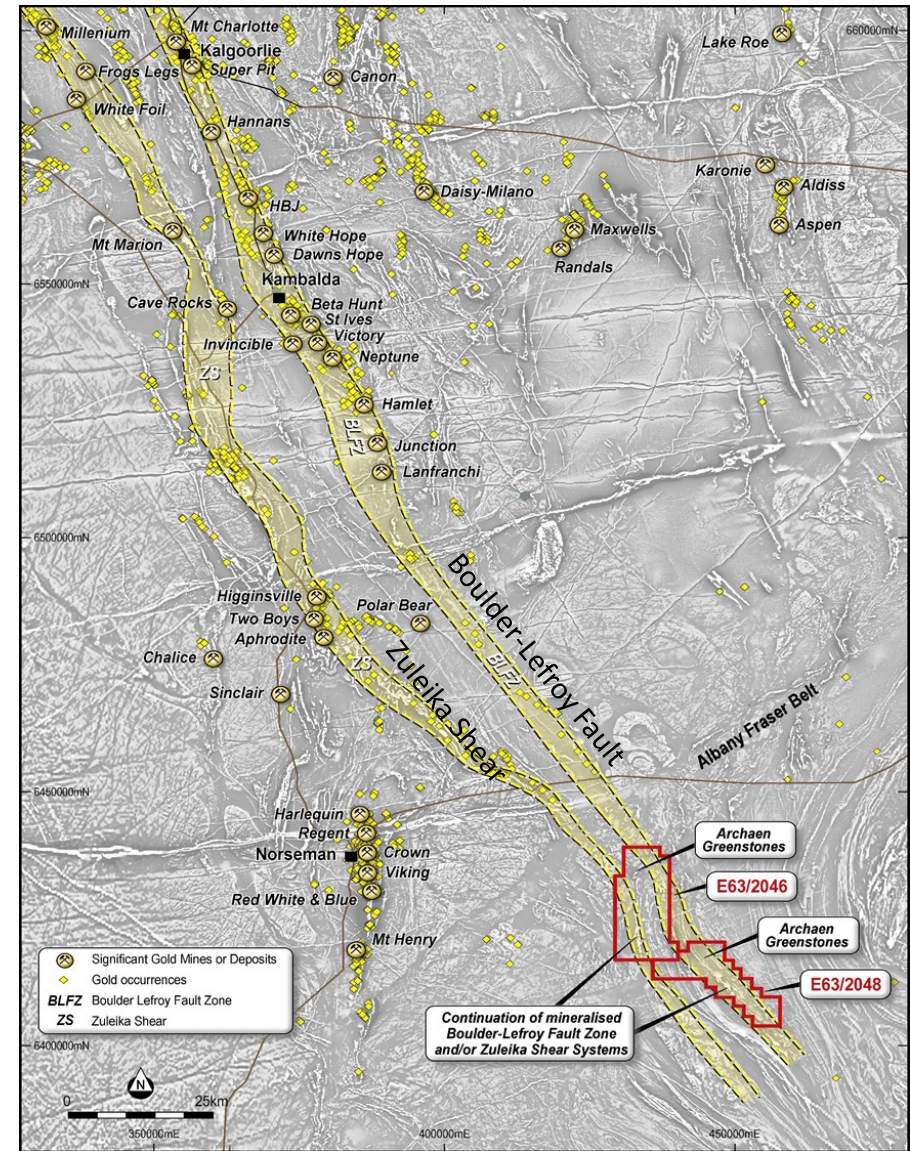 Millenium
Mt Charlotte
Kalgoorlie
Frogs Legs
Super Pit
Canon
Lake Roe
660000mN
White Foil
Hannans
Karonie
Aldiss
Daisy-Milano
HBJ
Mt Marion
White Hope
Dawns Hope
Maxwells
Randals
Aspen
Kambalda
6550000mN
Cave Rocks
Beta Hunt
St Ives
Victory
Invincible
Neptune
ZS
Hamlet
BLFZ
Junction
Lanfranchi
6500000mN
Boulder-Lefroy Fault
Higginsville
Two Boys
Aphrodite
Polar Bear
Chalice
ZS
Zuleika Shear
BLFZ
Sinclair
Albany Fraser Belt
6450000mN
Harlequin
Regent
Norseman
Crown
Viking
Red White & Blue
Mt Henry
Archaen
Greenstones
E63/2046
Archaen
Greenstones
E63/2048
Continuation of mineralised
Boulder-Lefroy Fault Zone
and/or Zuleika Shear Systems
Significant Gold Mines or Deposits
Gold occurrences
BLFZ Boulder Lefroy Fault Zone
ZS Zuleika Shear
6400000mN
N
0 25km
350000mE
400000mE
450000mE